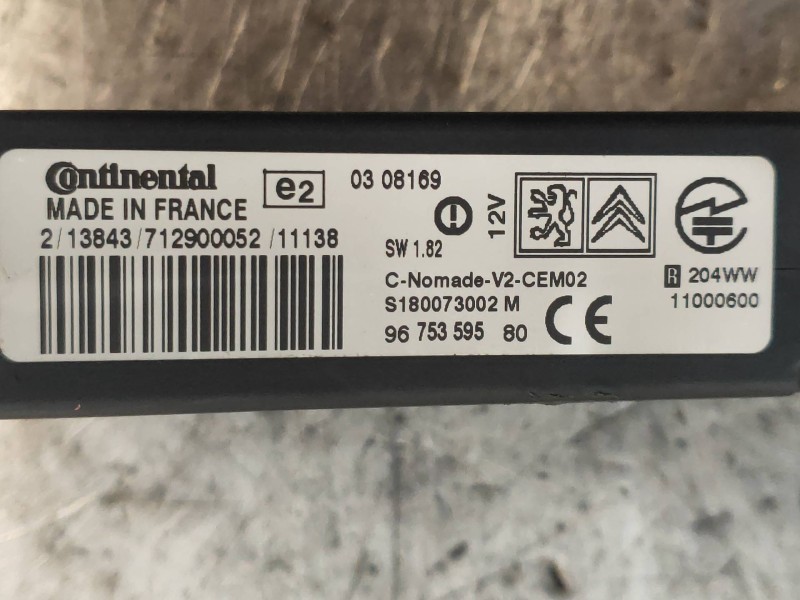 Continental
MADE IN FRANCE
e2
03 08169
2/13843/712900052/11138
SW 1.82
12V
C-Nomade-V2-CEM02
S180073002 M
96 753 595 80
CE
R 204WW
11000600